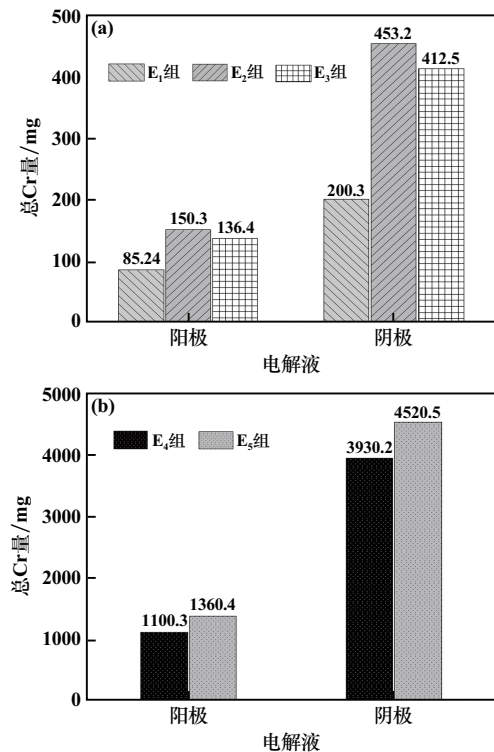 (a)
E₁组 E₂组 E₃组
总Cr量/mg
500
400
300
200
100
0
85.24
150.3
136.4
200.3
453.2
412.5
阳极 阴极
电解液
(b)
E₄组 E₅组
总Cr量/mg
5000
4000
3000
2000
1000
0
1100.3
1360.4
3930.2
4520.5
阳极 阴极
电解液